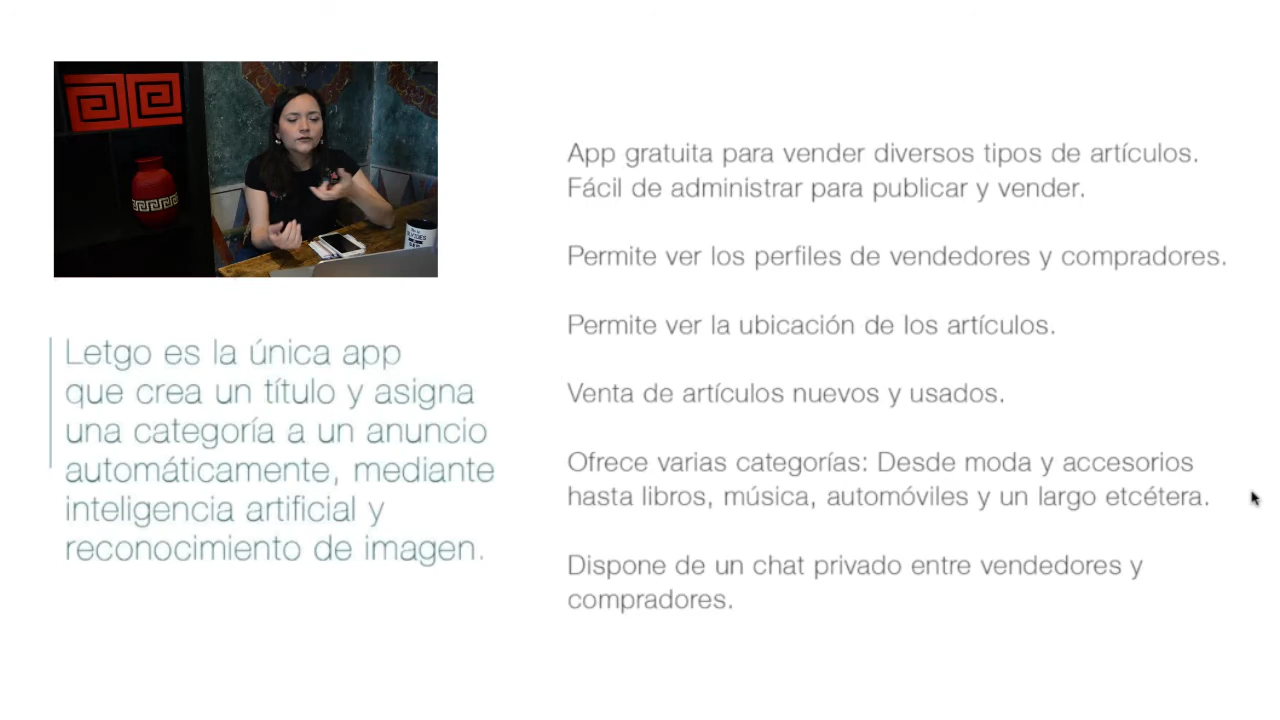 Letgo es la única app
que crea un título y asigna
una categoría a un anuncio
automáticamente, mediante
inteligencia artificial y
reconocimiento de imagen.
App gratuita para vender diversos tipos de artículos.
Fácil de administrar para publicar y vender.
Permite ver los perfiles de vendedores y compradores.
Permite ver la ubicación de los artículos.
Venta de artículos nuevos y usados.
Ofrece varias categorías: Desde moda y accesorios
hasta libros, música, automóviles y un largo etcétera.
Dispone de un chat privado entre vendedores y
compradores.